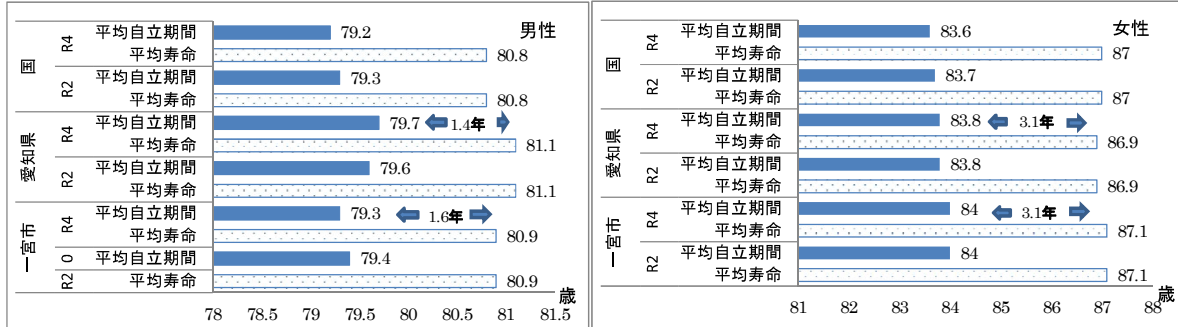 男性
国
R4
平均自立期間 79.2
平均寿命 80.8
R2
平均自立期間 79.3
平均寿命 80.8
愛知県
R4
平均自立期間 79.7 1.4年
平均寿命 81.1
R2
平均自立期間 79.6
平均寿命 81.1
一宮市
R4
平均自立期間 79.3 1.6年
平均寿命 80.9
0
平均自立期間 79.4
R2
平均寿命 80.9
歳
78 78.5 79 79.5 80 80.5 81 81.5
女性
国
R4
平均自立期間 83.6
平均寿命 87
R2
平均自立期間 83.7
平均寿命 87
愛知県
R4
平均自立期間 83.8 3.1年
平均寿命 86.9
R2
平均自立期間 83.8
平均寿命 86.9
一宮市
R4
平均自立期間 84 3.1年
平均寿命 87.1
R2
平均自立期間 84
平均寿命 87.1
歳
81 82 83 84 85 86 87 88